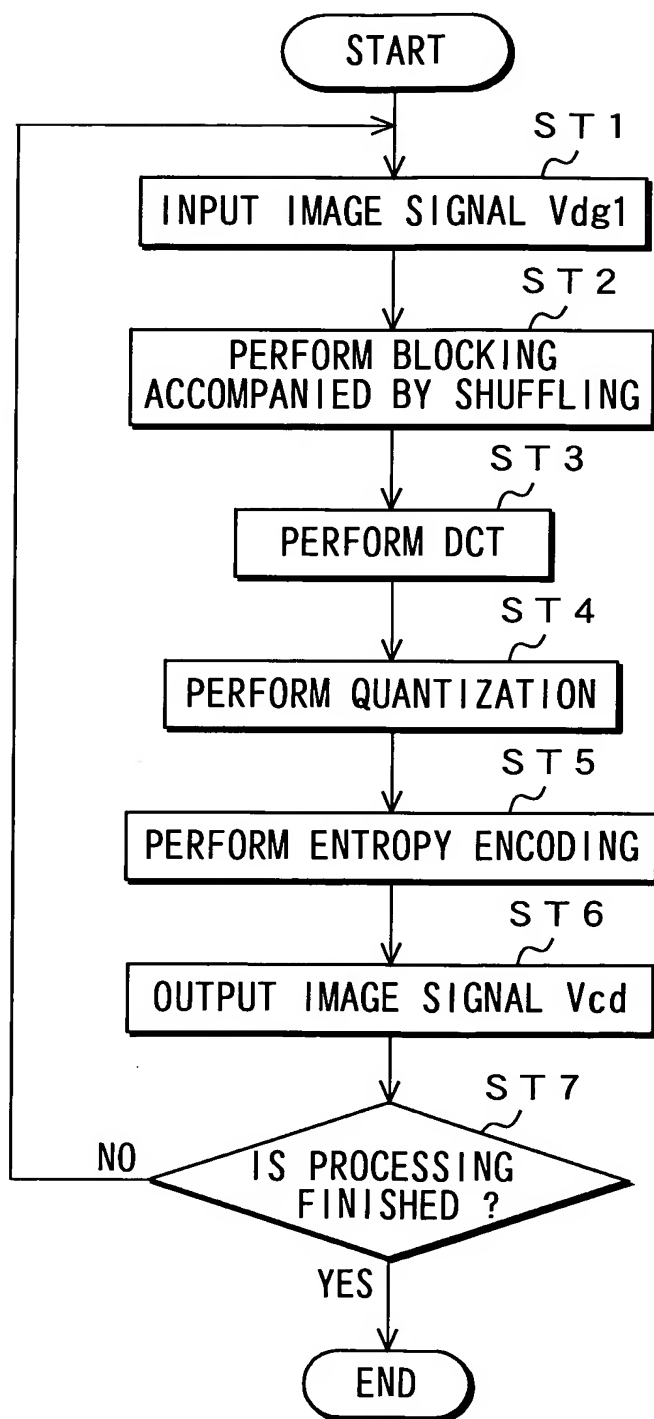 START
ST1
INPUT IMAGE SIGNAL Vdg1
ST2
PERFORM BLOCKING
ACCOMPANIED BY SHUFFLING
ST3
PERFORM DCT
ST4
PERFORM QUANTIZATION
ST5
PERFORM ENTROPY ENCODING
ST6
OUTPUT IMAGE SIGNAL Vcd
ST7
NO
IS PROCESSING
FINISHED ?
YES
END